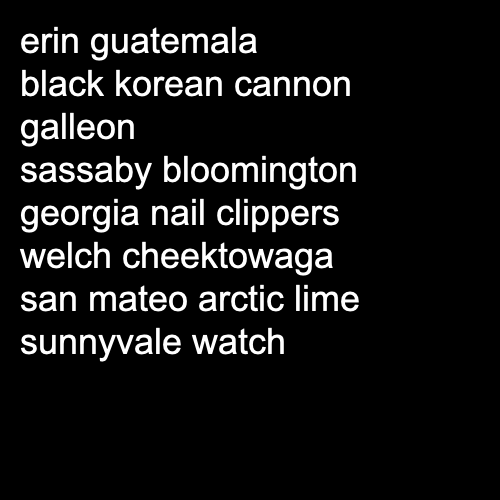 erin guatemala
black korean cannon
galleon
sassaby bloomington
georgia nail clippers
welch cheektowaga
san mateo arctic lime
sunnyvale watch